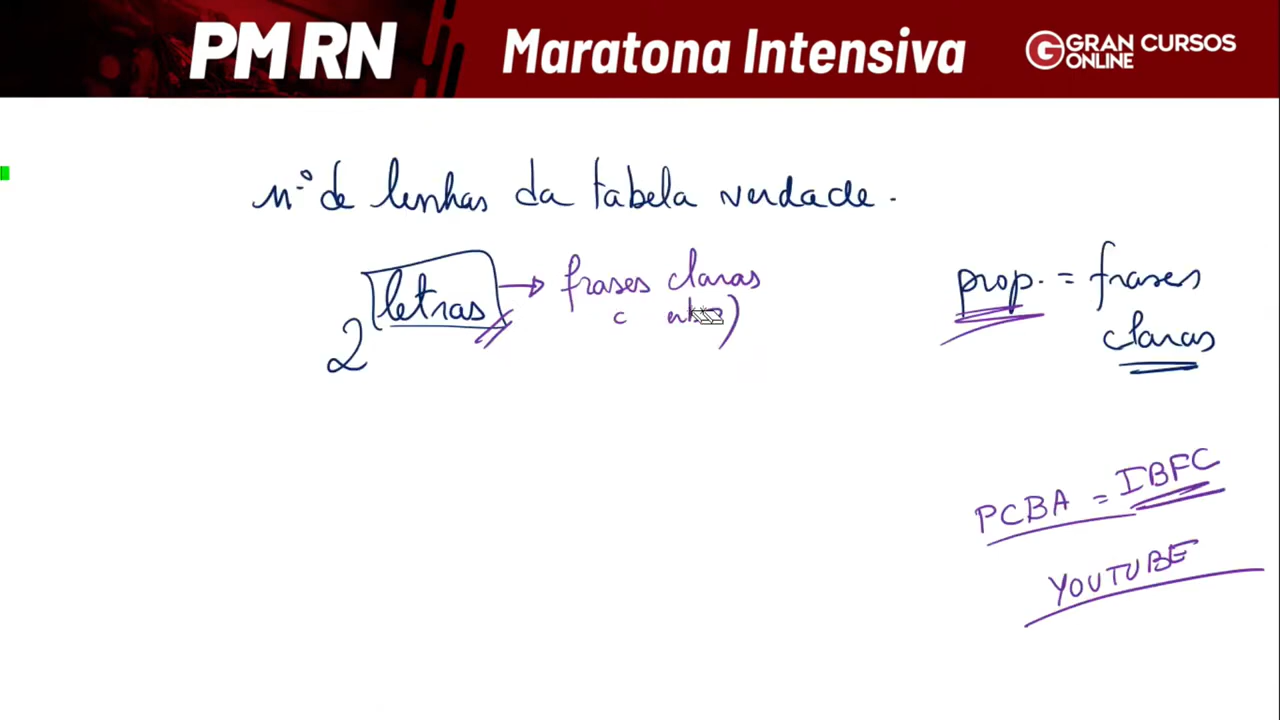 PM RN
Maratona Intensiva
GRAN CURSOS
ONLINE
n.º de linhas da tabela verdade.
2 letras → frases claras
prop. = frases
claras
PCBA = IBFC
YOUTUBE